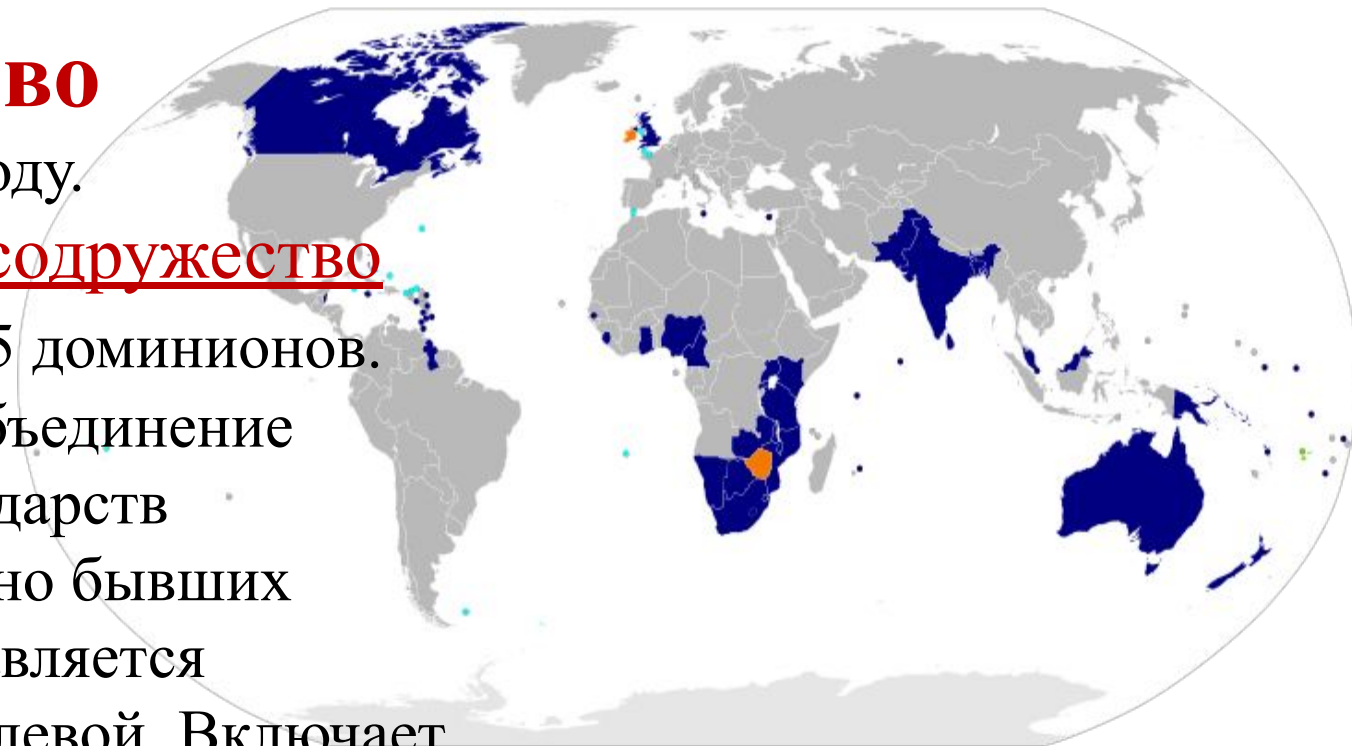 во
оду.
содружество
5 доминионов.
бъединение
дарств
но бывших
вляется
левой. Включает